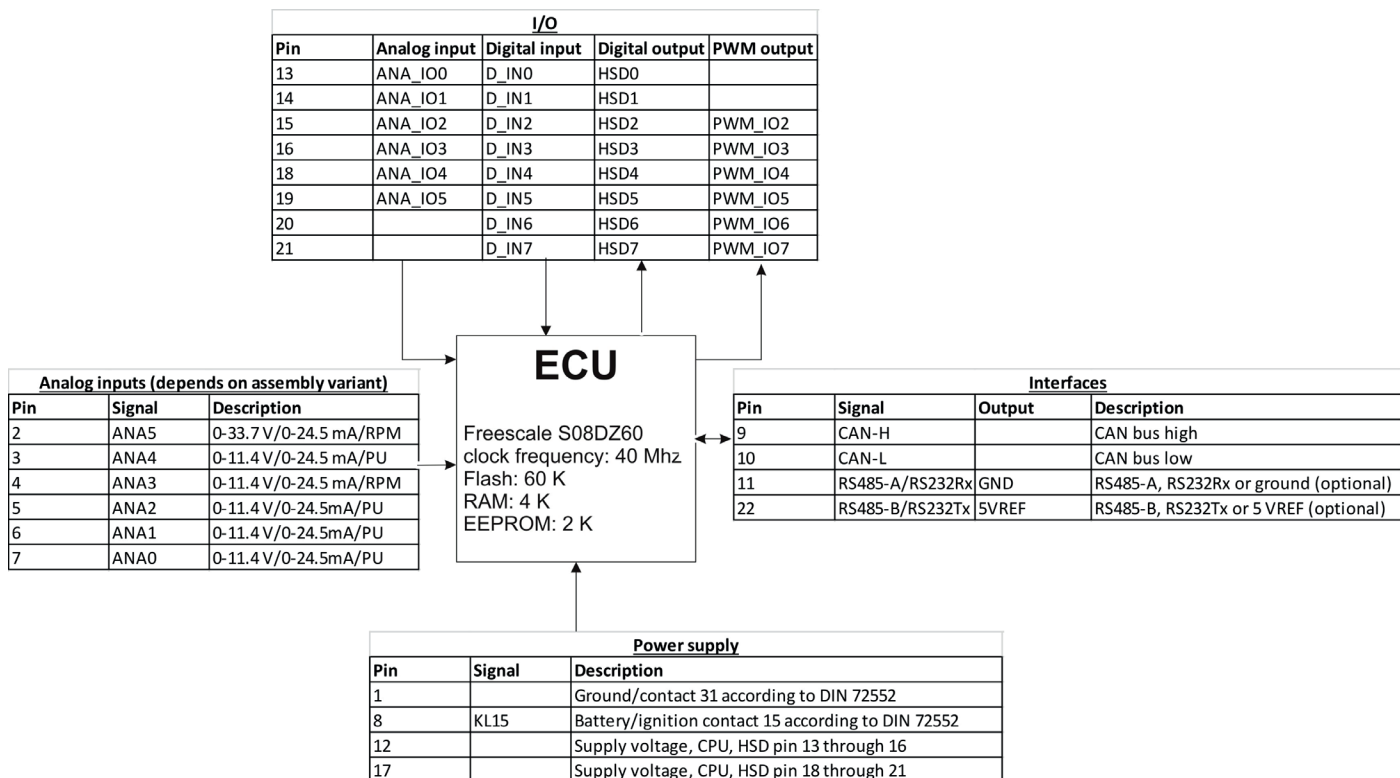 I/O
Pin Analog input Digital input Digital output PWM output
13 ANA_IO0 D_IN0 HSD0
14 ANA_IO1 D_IN1 HSD1
15 ANA_IO2 D_IN2 HSD2 PWM_IO2
16 ANA_IO3 D_IN3 HSD3 PWM_IO3
18 ANA_IO4 D_IN4 HSD4 PWM_IO4
19 ANA_IO5 D_IN5 HSD5 PWM_IO5
20 D_IN6 HSD6 PWM_IO6
21 D_IN7 HSD7 PWM_IO7
Analog inputs (depends on assembly variant)
Pin Signal Description
2 ANA5 0-33.7 V/0-24.5 mA/RPM
3 ANA4 0-11.4 V/0-24.5 mA/PU
4 ANA3 0-11.4 V/0-24.5 mA/RPM
5 ANA2 0-11.4 V/0-24.5mA/PU
6 ANA1 0-11.4 V/0-24.5mA/PU
7 ANA0 0-11.4 V/0-24.5mA/PU
ECU
Freescale S08DZ60
clock frequency: 40 Mhz
Flash: 60 K
RAM: 4 K
EEPROM: 2 K
Interfaces
Pin Signal Output Description
9 CAN-H CAN bus high
10 CAN-L CAN bus low
11 RS485-A/RS232Rx GND RS485-A, RS232Rx or ground (optional)
22 RS485-B/RS232Tx 5VREF RS485-B, RS232Tx or 5 VREF (optional)
Power supply
Pin Signal Description
1 Ground/contact 31 according to DIN 72552
8 KL15 Battery/ignition contact 15 according to DIN 72552
12 Supply voltage, CPU, HSD pin 13 through 16
17 Supply voltage, CPU, HSD pin 18 through 21